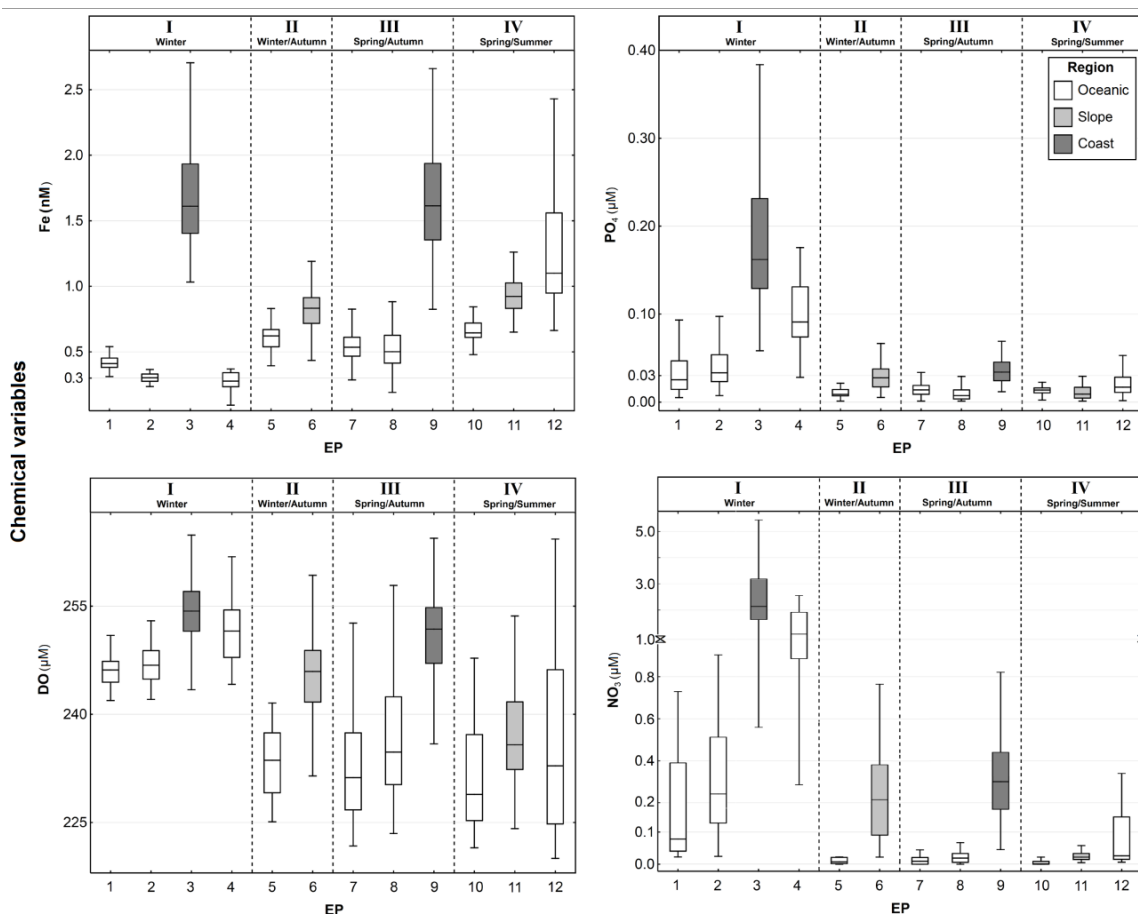 Chemical variables
I II III IV
Winter Winter/Autumn Spring/Autumn Spring/Summer
Fe (nM)
2.5
2.0
1.5
1.0
0.5
0.3
1 2 3 4 5 6 7 8 9 10 11 12
EP
I II III IV
Winter Winter/Autumn Spring/Autumn Spring/Summer
Region
Oceanic
Slope
Coast
PO₄ (µM)
0.40
0.30
0.20
0.10
0.03
0.00
1 2 3 4 5 6 7 8 9 10 11 12
EP
I II III IV
Winter Winter/Autumn Spring/Autumn Spring/Summer
DO (µM)
255
240
225
1 2 3 4 5 6 7 8 9 10 11 12
EP
I II III IV
Winter Winter/Autumn Spring/Autumn Spring/Summer
NO₃ (µM)
5.0
3.0
1.0
0.8
0.6
0.4
0.2
0.1
0.0
1 2 3 4 5 6 7 8 9 10 11 12
EP